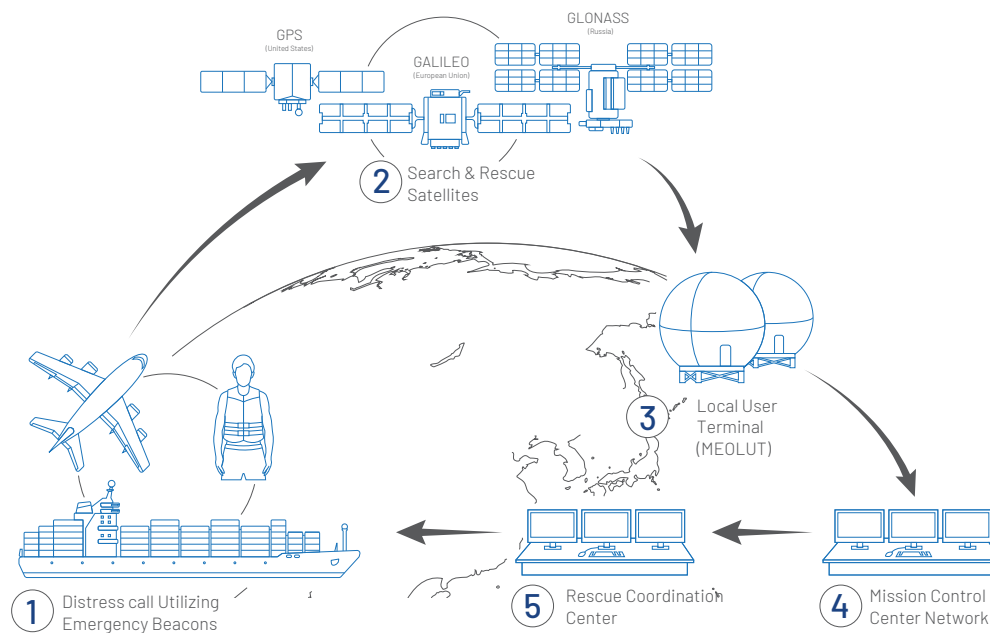 GPS
(United States)
GALILEO
(European Union)
GLONASS
(Russia)
2
Search & Rescue
Satellites
3
Local User
Terminal
(MEOLUT)
1
Distress call Utilizing
Emergency Beacons
5
Rescue Coordination
Center
4
Mission Control
Center Network